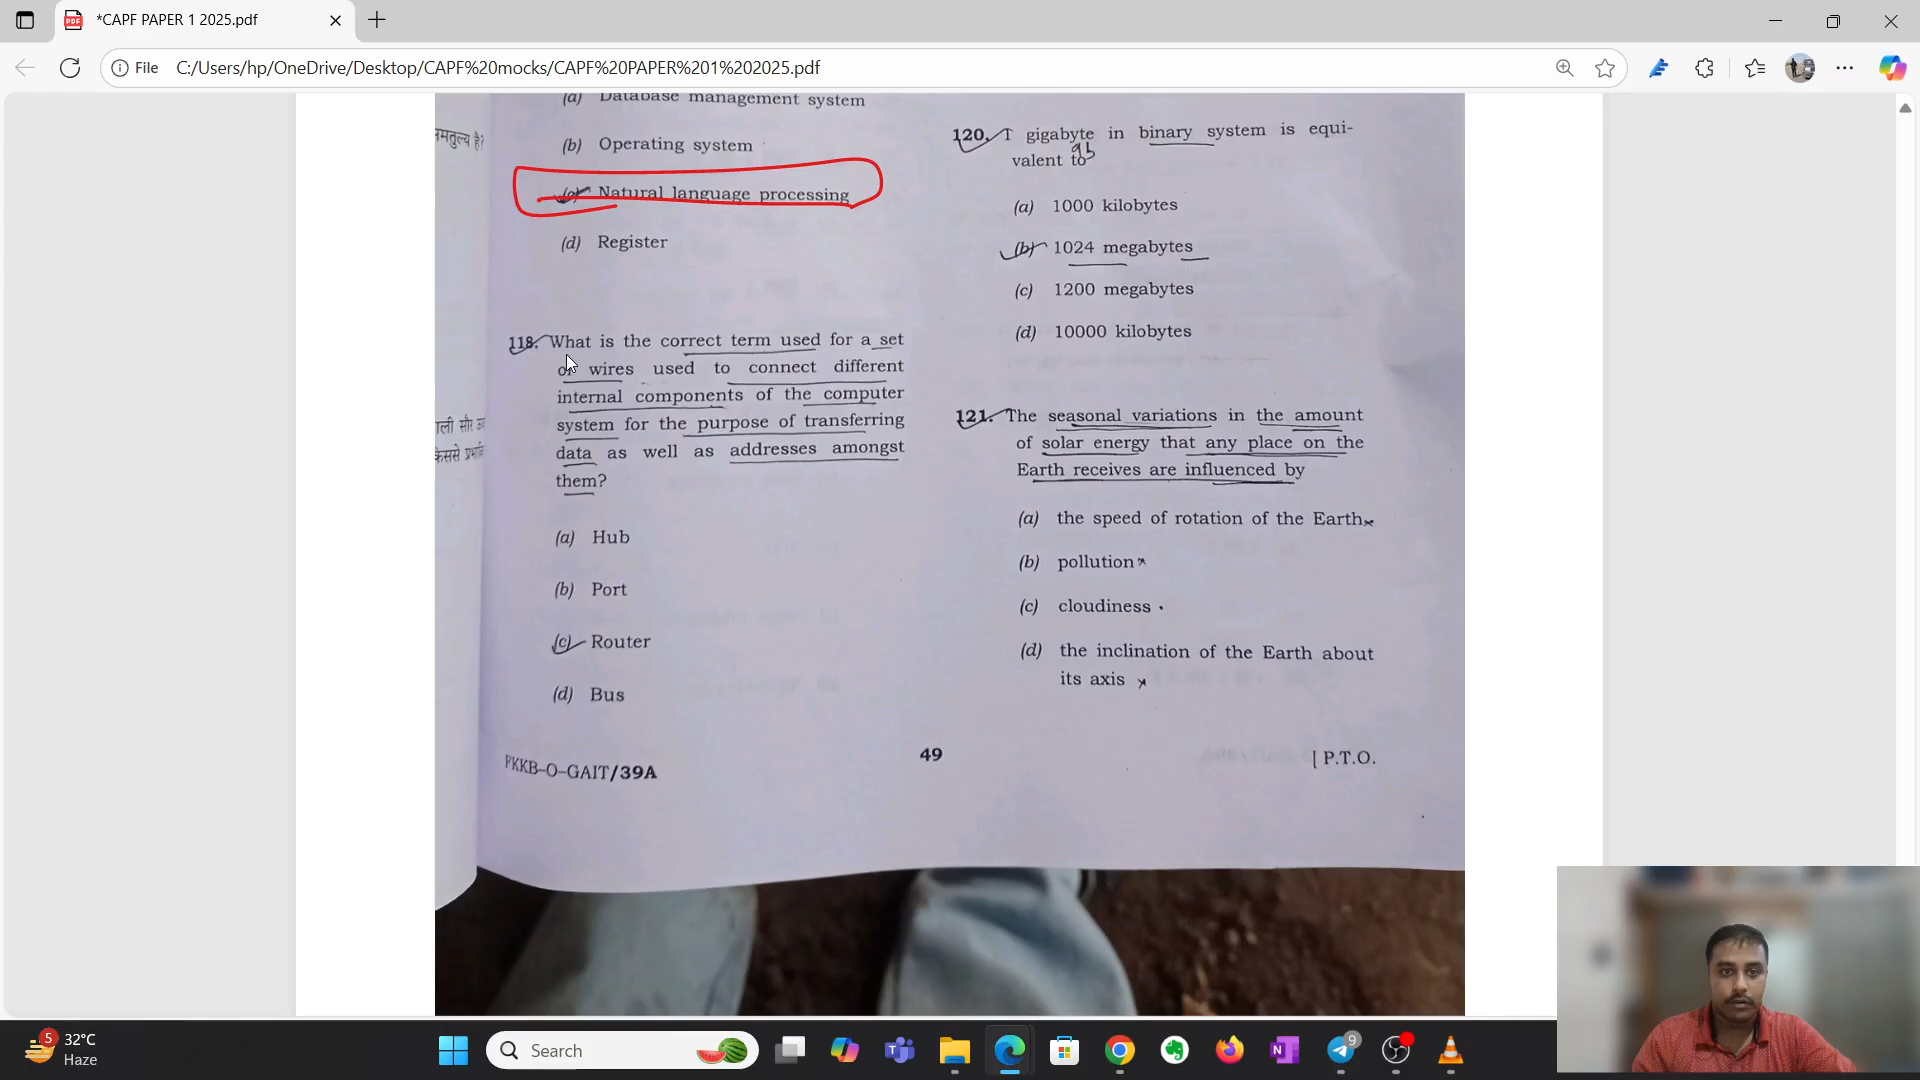 *CAPF PAPER 1 2025.pdf
File C:/Users/hp/OneDrive/Desktop/CAPF%20mocks/CAPF%20PAPER%201%202025.pdf
(a) Database management system
(b) Operating system
(c) Natural language processing
(d) Register
118. What is the correct term used for a set
of wires used to connect different
internal components of the computer
system for the purpose of transferring
data as well as addresses amongst
them?
(a) Hub
(b) Port
(c) Router
(d) Bus
PKKB-O-GAIT/39A
49
120. 1 gigabyte in binary system is equi-
valent to
(a) 1000 kilobytes
(b) 1024 megabytes
(c) 1200 megabytes
(d) 10000 kilobytes
121. The seasonal variations in the amount
of solar energy that any place on the
Earth receives are influenced by
(a) the speed of rotation of the Earth
(b) pollution
(c) cloudiness
(d) the inclination of the Earth about
its axis
[ P.T.O.
समतुल्य है?
5
32°C
Haze
Search
9